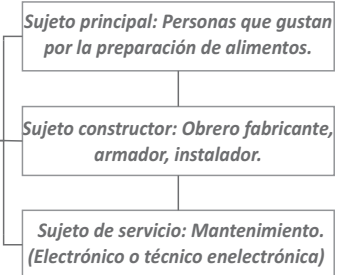 Sujeto principal: Personas que gustan
por la preparación de alimentos.
Sujeto constructor: Obrero fabricante,
armador, instalador.
Sujeto de servicio: Mantenimiento.
(Electrónico o técnico enelectrónica)